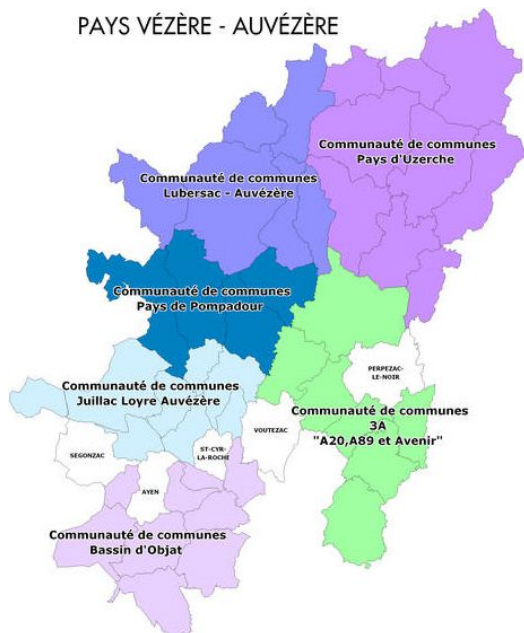 PAYS VÉZÈRE - AUVÉZÈRE
Communauté de communes
Pays d'Uzerche
Communauté de communes
Lubersac - Auvézère
Communauté de communes
Pays de Pompadour
PERPEZAC-
LE-NOIR
Communauté de communes
Juillac Loyre Auvézère
Communauté de communes
3A
"A20,A89 et Avenir"
VOUTEZAC
ST-CYR-
LA-ROCHE
SEGONZAC
AYEN
Communauté de communes
Bassin d'Objat